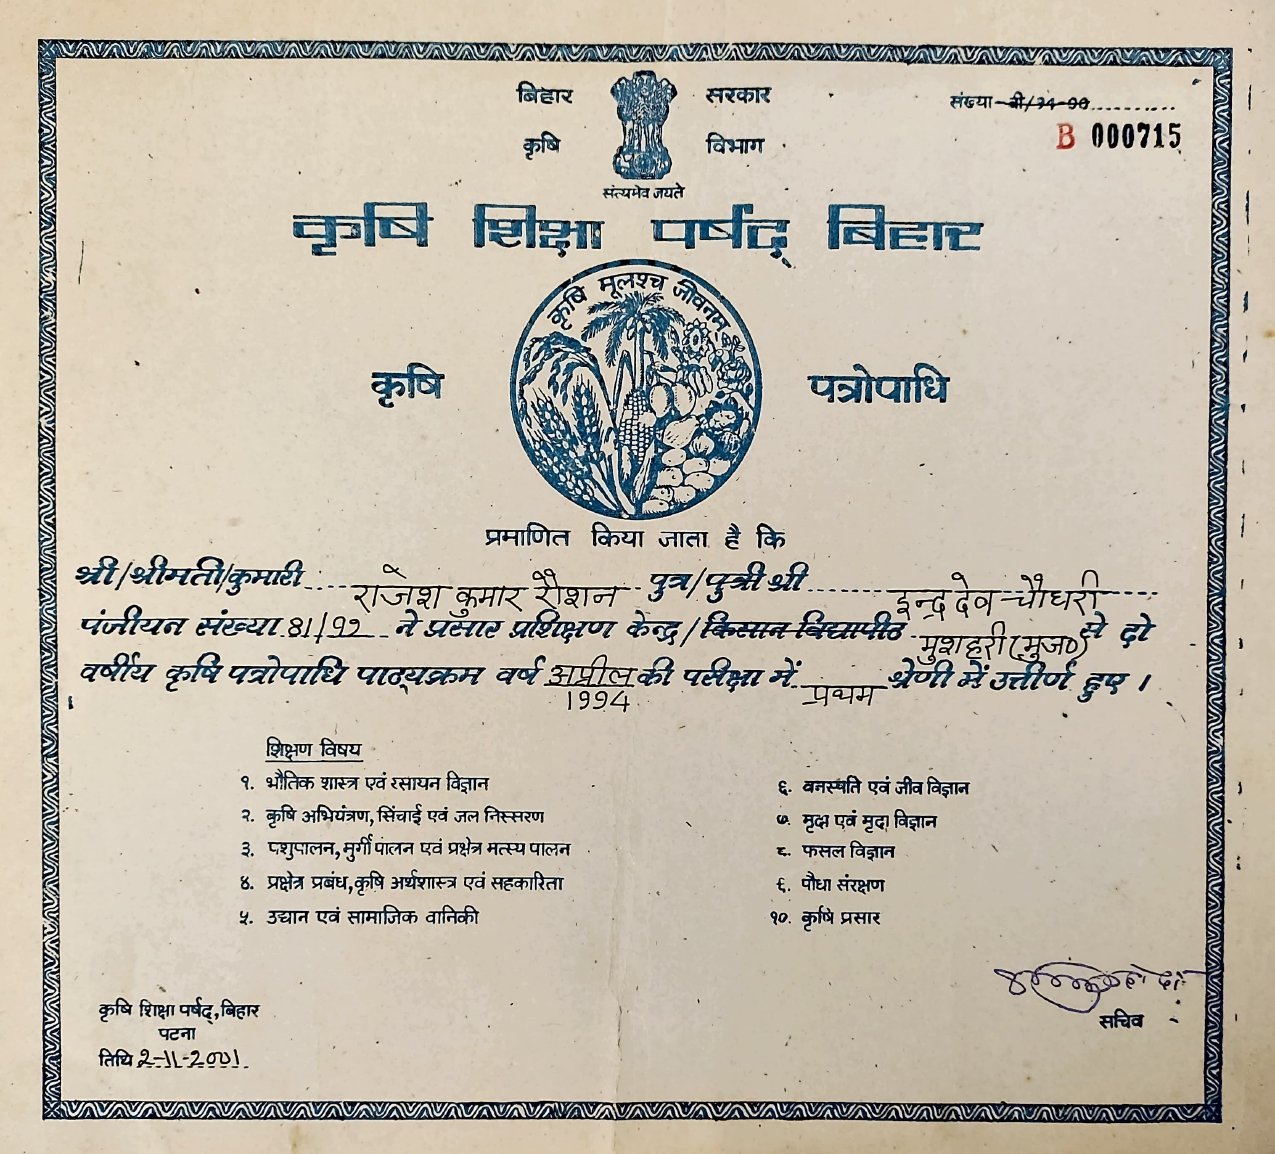 बिहार सरकार
कृषि विभाग
संख्या
B 000715
सत्यमेव जयते
कृषि शिक्षा पर्षद् बिहार
कृषि मूलश्च जीवनम्
कृषि पत्रोपाधि
प्रमाणित किया जाता है कि
श्री/श्रीमती/कुमारी राजेश कुमार रौशन पुत्र/पुत्री श्री इन्द्रदेव चौधरी
पंजीयन संख्या 81/92 ने प्रसार प्रशिक्षण केन्द्र/किसान विद्यापीठ मुशहरी (मुज०) से दो
वर्षीय कृषि पत्रोपाधि पाठ्यक्रम वर्ष अप्रील की परीक्षा में प्रथम श्रेणी में उत्तीर्ण हुए।
1994
शिक्षण विषय
१. भौतिक शास्त्र एवं रसायन विज्ञान
२. कृषि अभियंत्रण, सिंचाई एवं जल निस्सरण
३. पशुपालन, मुर्गी पालन एवं प्रक्षेत्र मत्स्य पालन
४. प्रक्षेत्र प्रबंध, कृषि अर्थशास्त्र एवं सहकारिता
५. उद्यान एवं सामाजिक वानिकी
६. वनस्पति एवं जीव विज्ञान
७. मृक्ष एवं मृदा विज्ञान
८. फसल विज्ञान
९. पौधा संरक्षण
१०. कृषि प्रसार
कृषि शिक्षा पर्षद्, बिहार
पटना
तिथि 2-11-2001
सचिव